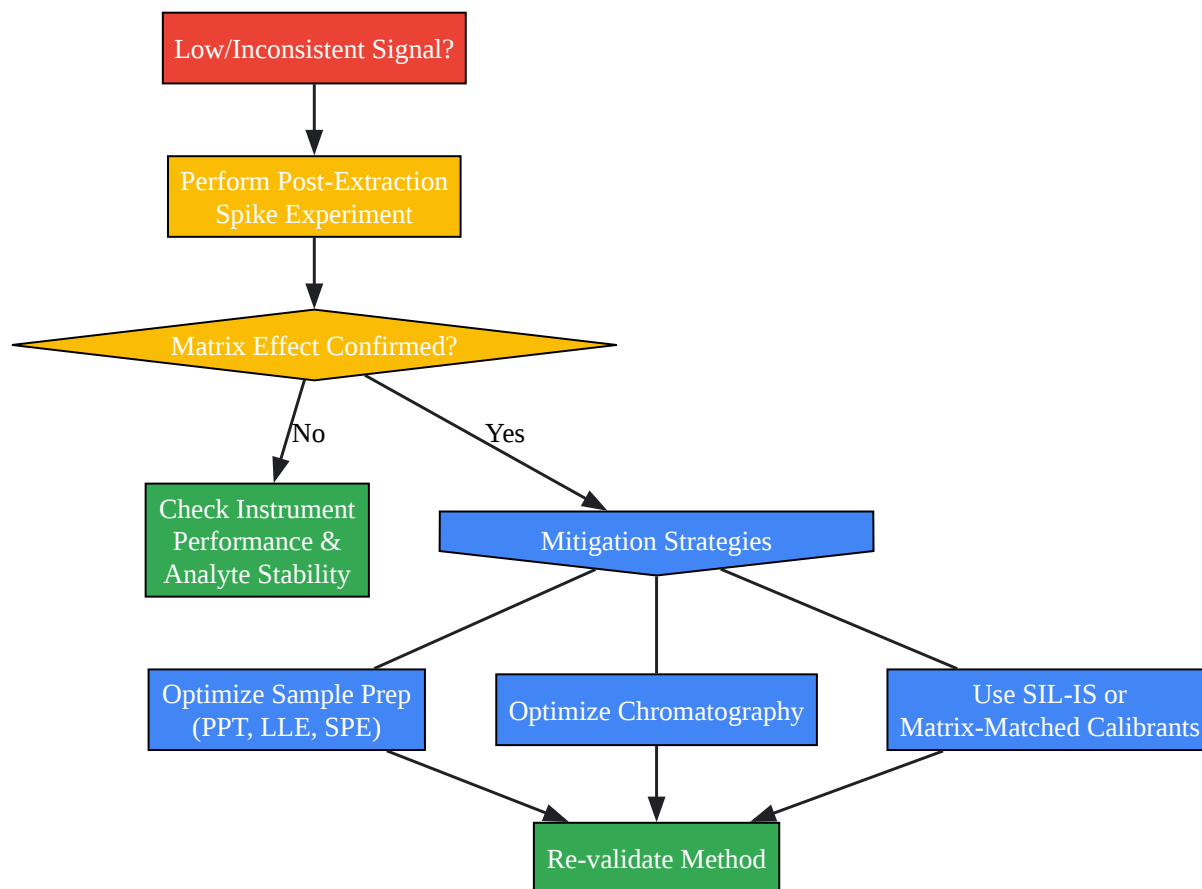 Low/Inconsistent Signal?
Perform Post-Extraction
Spike Experiment
Matrix Effect Confirmed?
No
Yes
Check Instrument
Performance &
Analyte Stability
Mitigation Strategies
Optimize Sample Prep
(PPT, LLE, SPE)
Optimize Chromatography
Use SIL-IS or
Matrix-Matched Calibrants
Re-validate Method